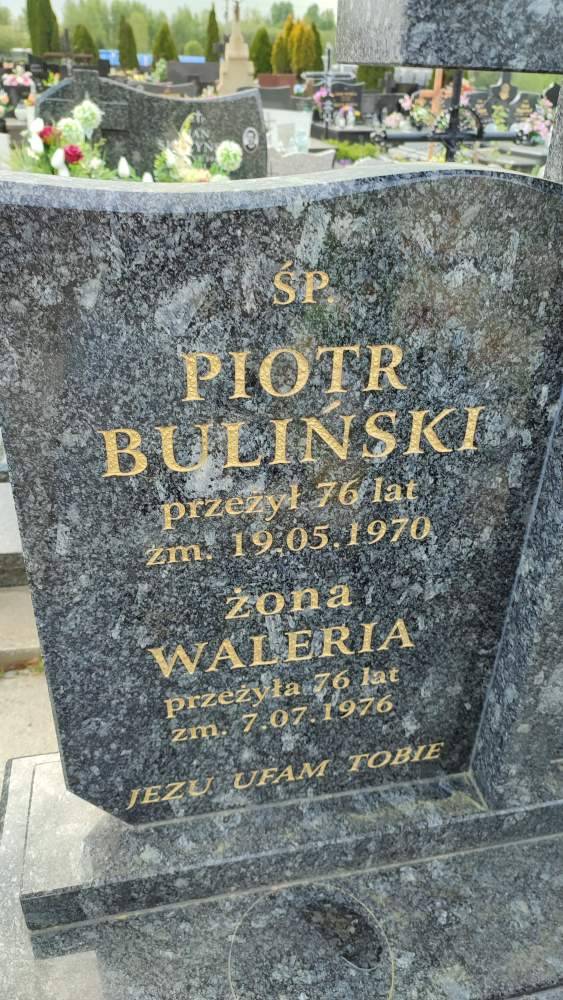 ŚP.
PIOTR
BULIŃSKI
przeżył 76 lat
zm. 19.05.1970
żona
WALERIA
przeżyła 76 lat
zm. 7.07.1976
JEZU UFAM TOBIE